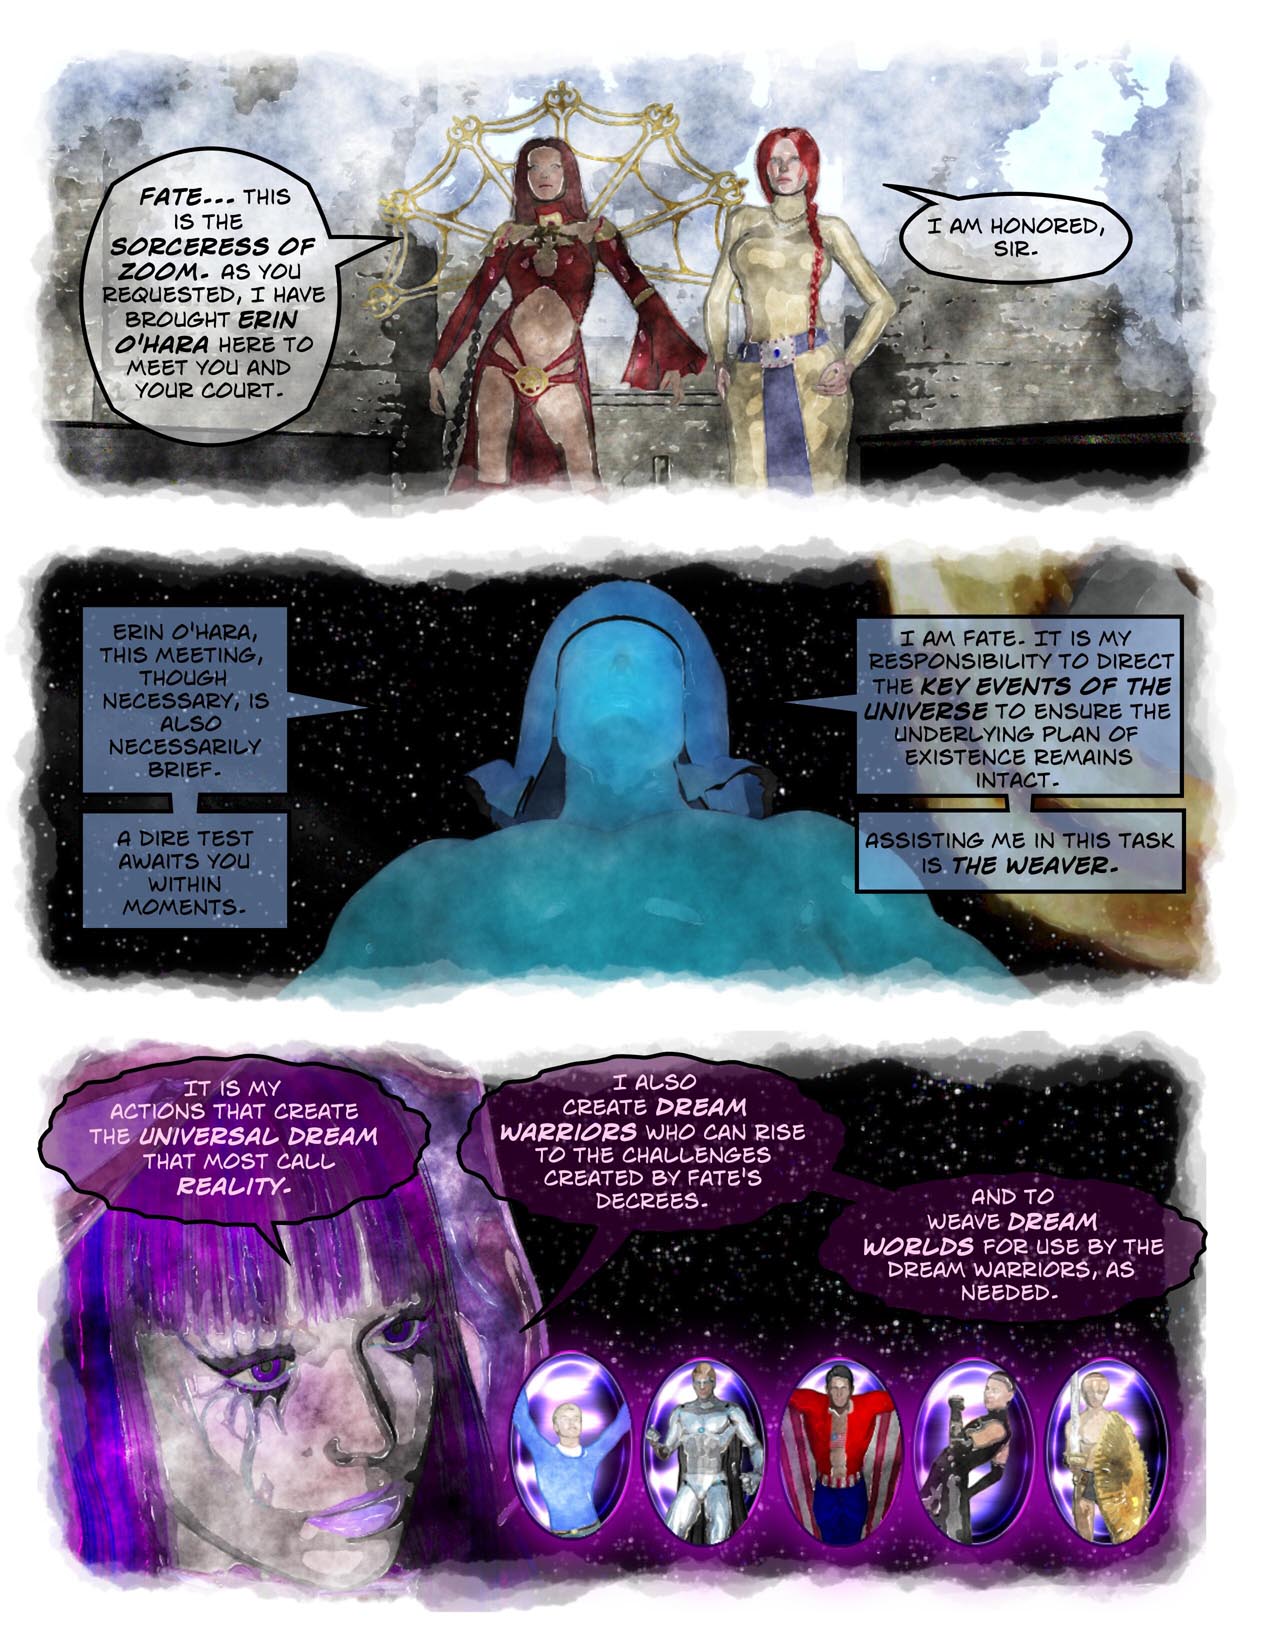 FATE... THIS
IS THE
SORCERESS OF
ZOOM. AS YOU
REQUESTED, I HAVE
BROUGHT ERIN
O'HARA HERE TO
MEET YOU AND
YOUR COURT.
I AM HONORED,
SIR.
ERIN O'HARA,
THIS MEETING,
THOUGH
NECESSARY, IS
ALSO
NECESSARILY
BRIEF.
A DIRE TEST
AWAITS YOU
WITHIN
MOMENTS.
I AM FATE. IT IS MY
RESPONSIBILITY TO DIRECT
THE KEY EVENTS OF THE
UNIVERSE TO ENSURE THE
UNDERLYING PLAN OF
EXISTENCE REMAINS
INTACT.
ASSISTING ME IN THIS TASK
IS THE WEAVER.
IT IS MY
ACTIONS THAT CREATE
THE UNIVERSAL DREAM
THAT MOST CALL
REALITY.
I ALSO
CREATE DREAM
WARRIORS WHO CAN RISE
TO THE CHALLENGES
CREATED BY FATE'S
DECREES.
AND TO
WEAVE DREAM
WORLDS FOR USE BY THE
DREAM WARRIORS, AS
NEEDED.